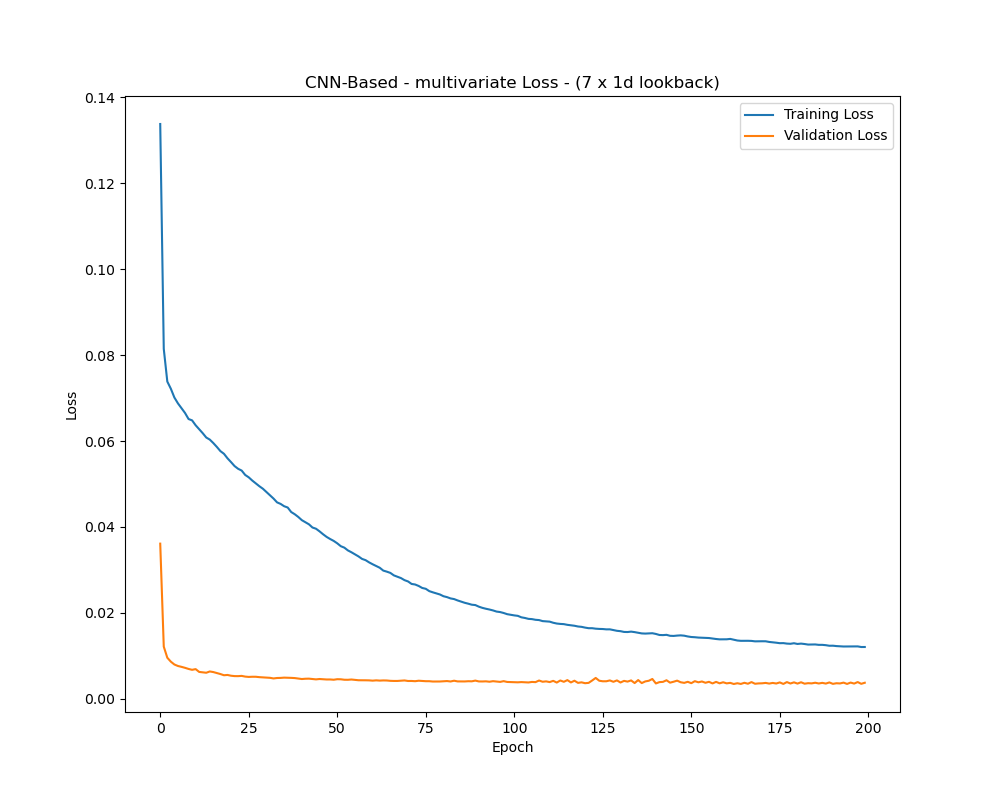 CNN-Based - multivariate Loss - (7 x 1d lookback)
Training Loss
Validation Loss
0.14
0.12
0.10
0.08
0.06
0.04
0.02
0.00
Loss
0 25 50 75 100 125 150 175 200
Epoch